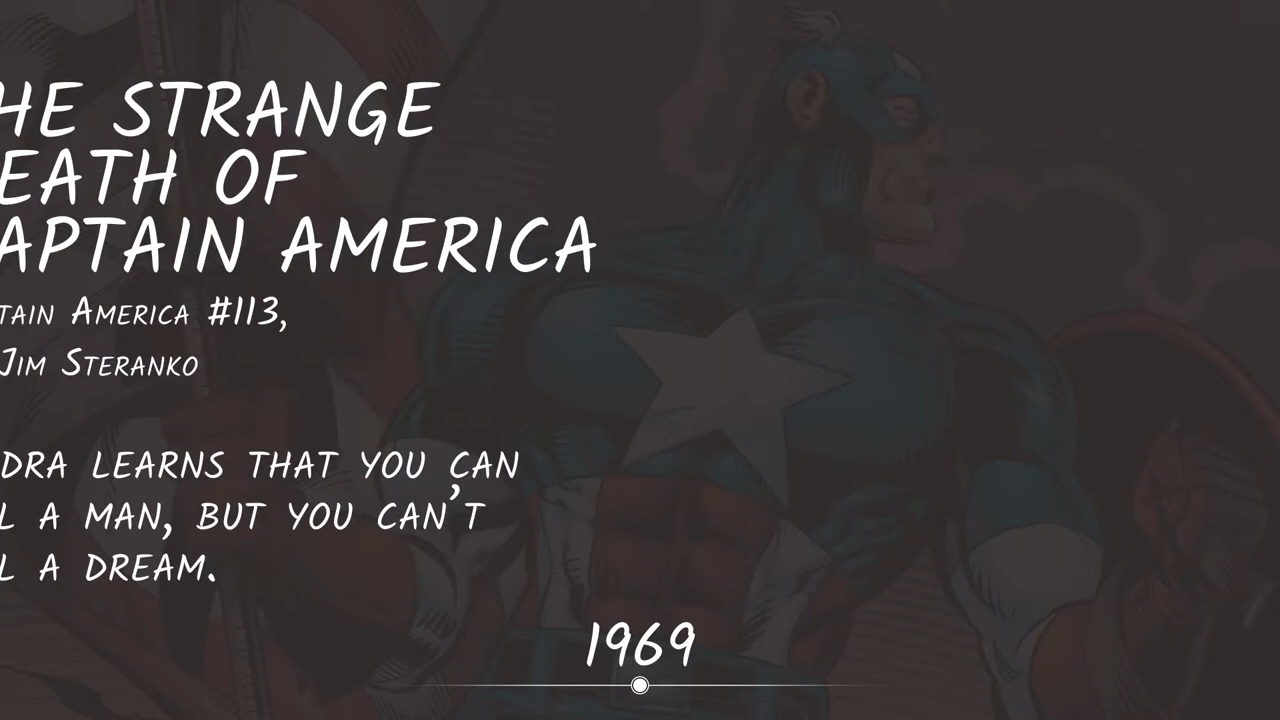 HE STRANGE
EATH OF
APTAIN AMERICA
TAIN AMERICA #113,
JIM STERANKO
DRA LEARNS THAT YOU CAN
L A MAN, BUT YOU CAN'T
L A DREAM.
1969